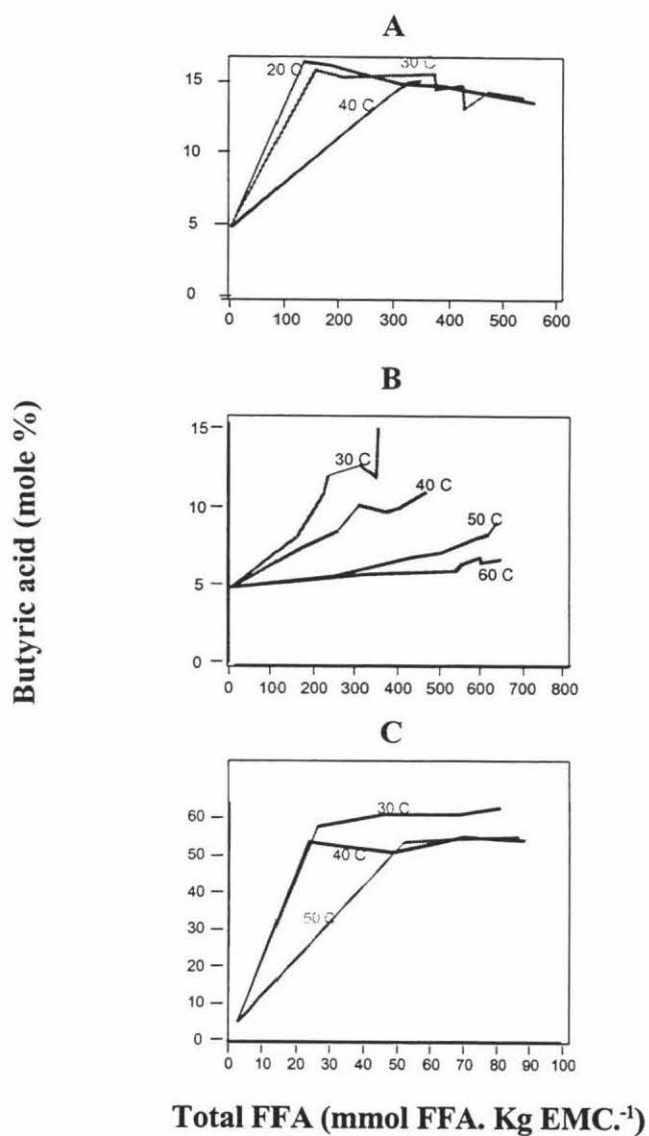 A
20 C
30 C
40 C
15
10
5
0
0 100 200 300 400 500 600
B
Butyric acid (mole %)
15
30 C
40 C
10
50 C
5
60 C
0
0 100 200 300 400 500 600 700 800
C
60
30 C
50
40 C
40
50 C
30
20
10
0
0 10 20 30 40 50 60 70 80 90 100
Total FFA (mmol FFA. Kg EMC.⁻¹)